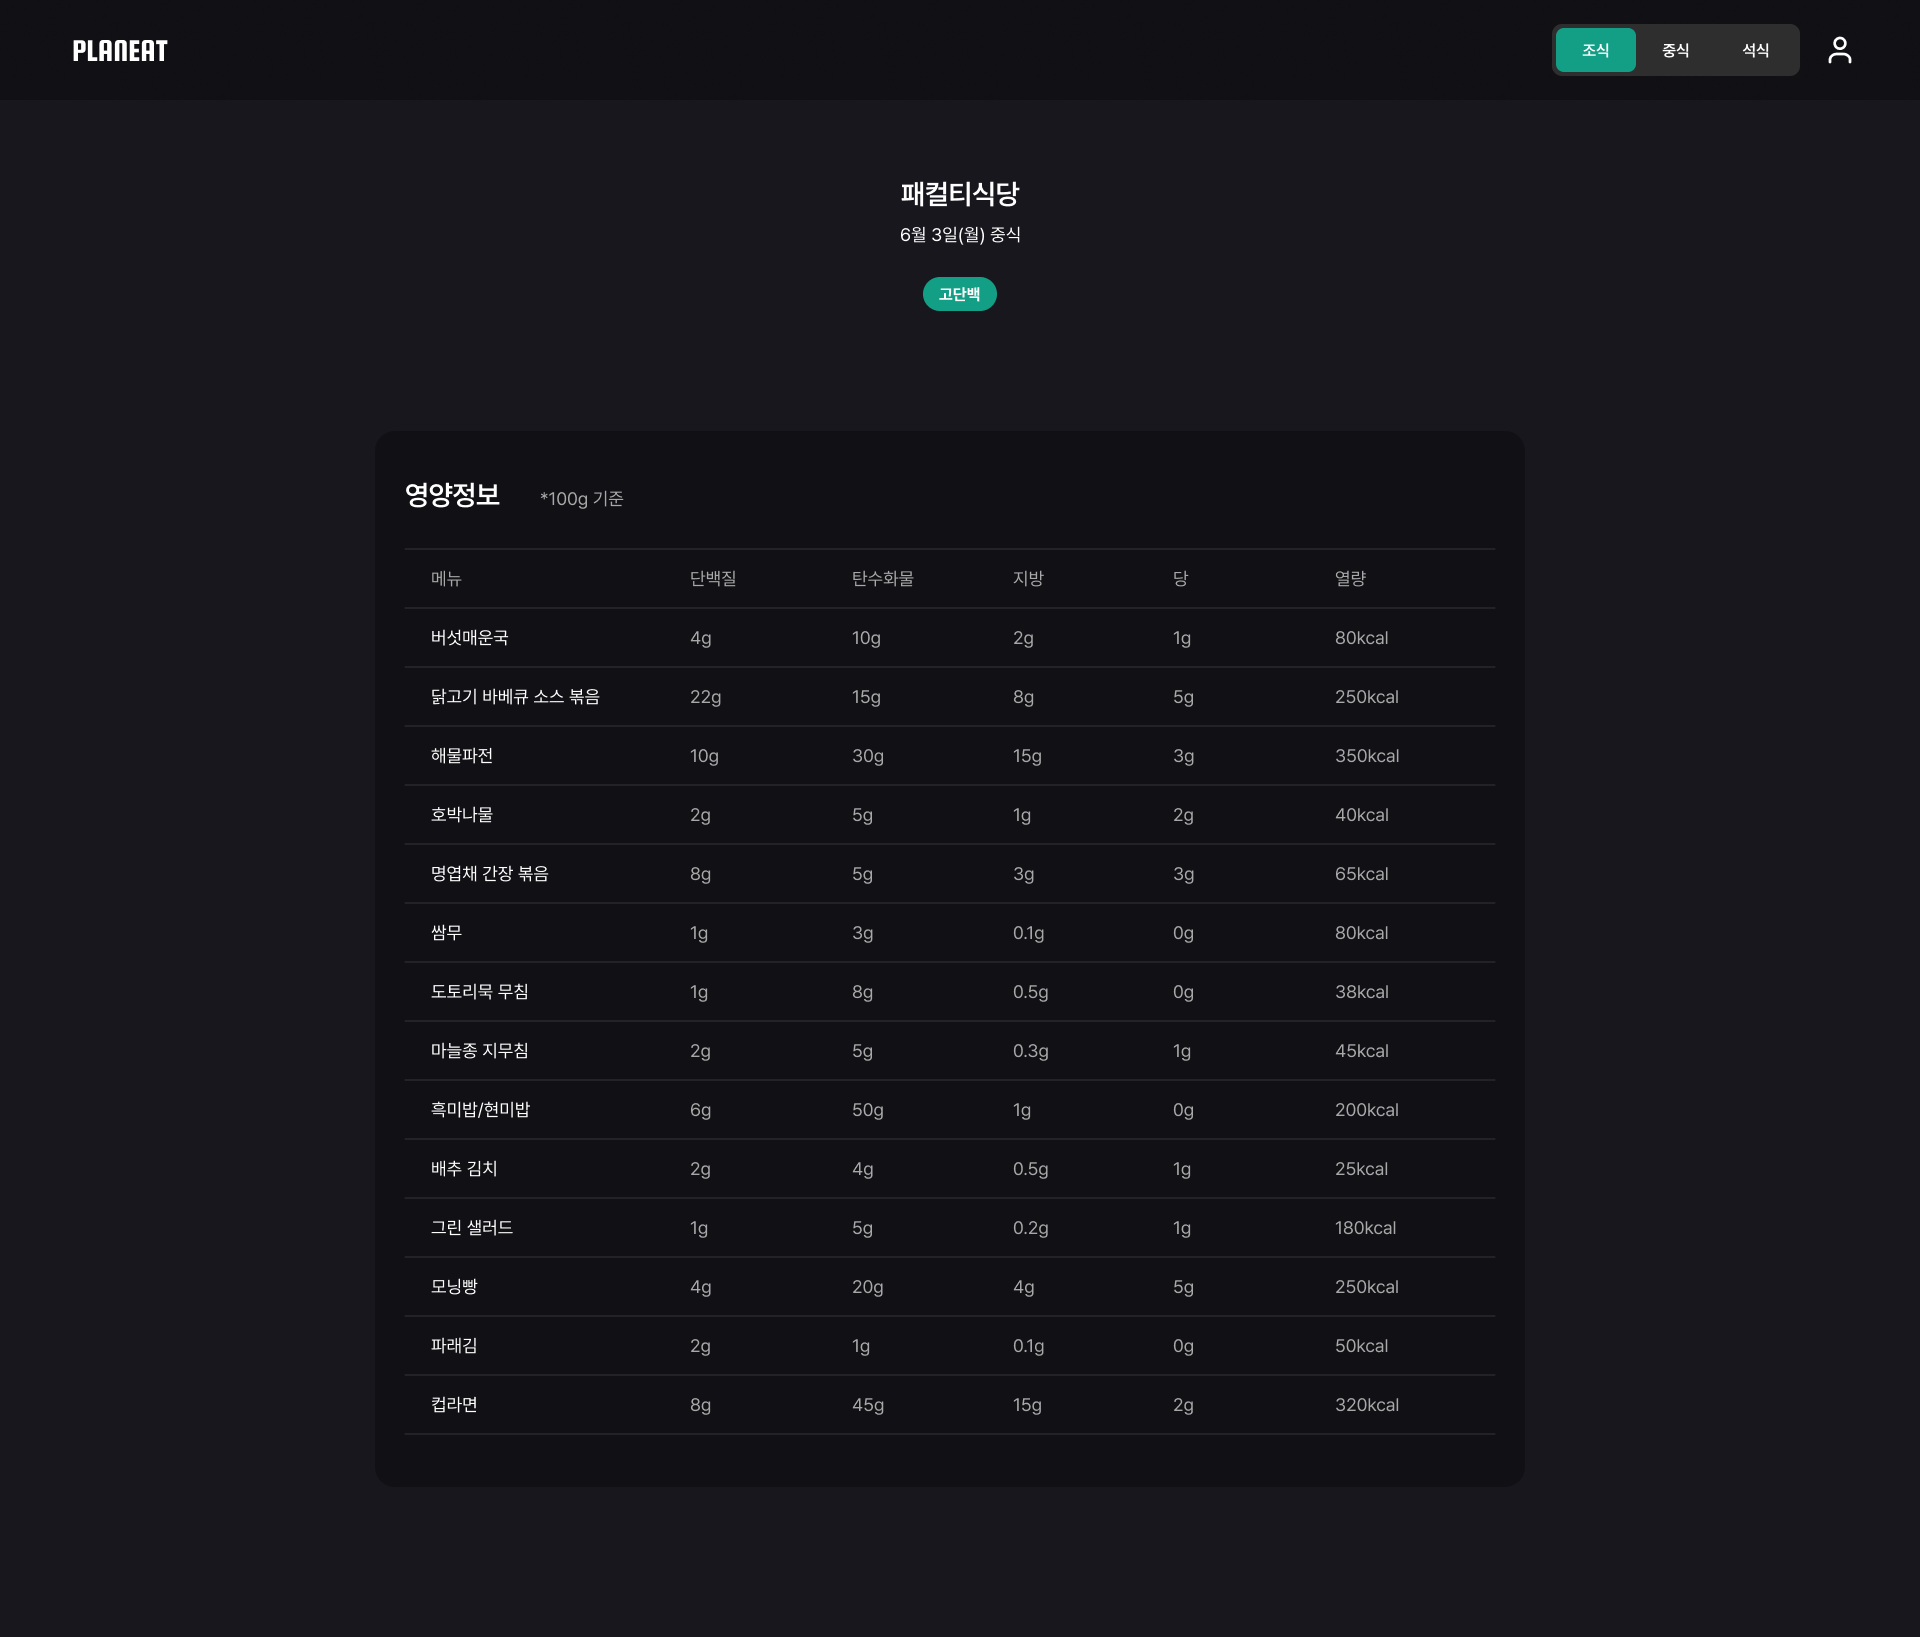 PLANEAT
조식 중식 석식
패컬티식당
6월 3일(월) 중식
고단백
영양정보 *100g 기준
메뉴 단백질 탄수화물 지방 당 열량
버섯매운국 4g 10g 2g 1g 80kcal
닭고기 바베큐 소스 볶음 22g 15g 8g 5g 250kcal
해물파전 10g 30g 15g 3g 350kcal
호박나물 2g 5g 1g 2g 40kcal
명엽채 간장 볶음 8g 5g 3g 3g 65kcal
쌈무 1g 3g 0.1g 0g 80kcal
도토리묵 무침 1g 8g 0.5g 0g 38kcal
마늘종 지무침 2g 5g 0.3g 1g 45kcal
흑미밥/현미밥 6g 50g 1g 0g 200kcal
배추 김치 2g 4g 0.5g 1g 25kcal
그린 샐러드 1g 5g 0.2g 1g 180kcal
모닝빵 4g 20g 4g 5g 250kcal
파래김 2g 1g 0.1g 0g 50kcal
컵라면 8g 45g 15g 2g 320kcal